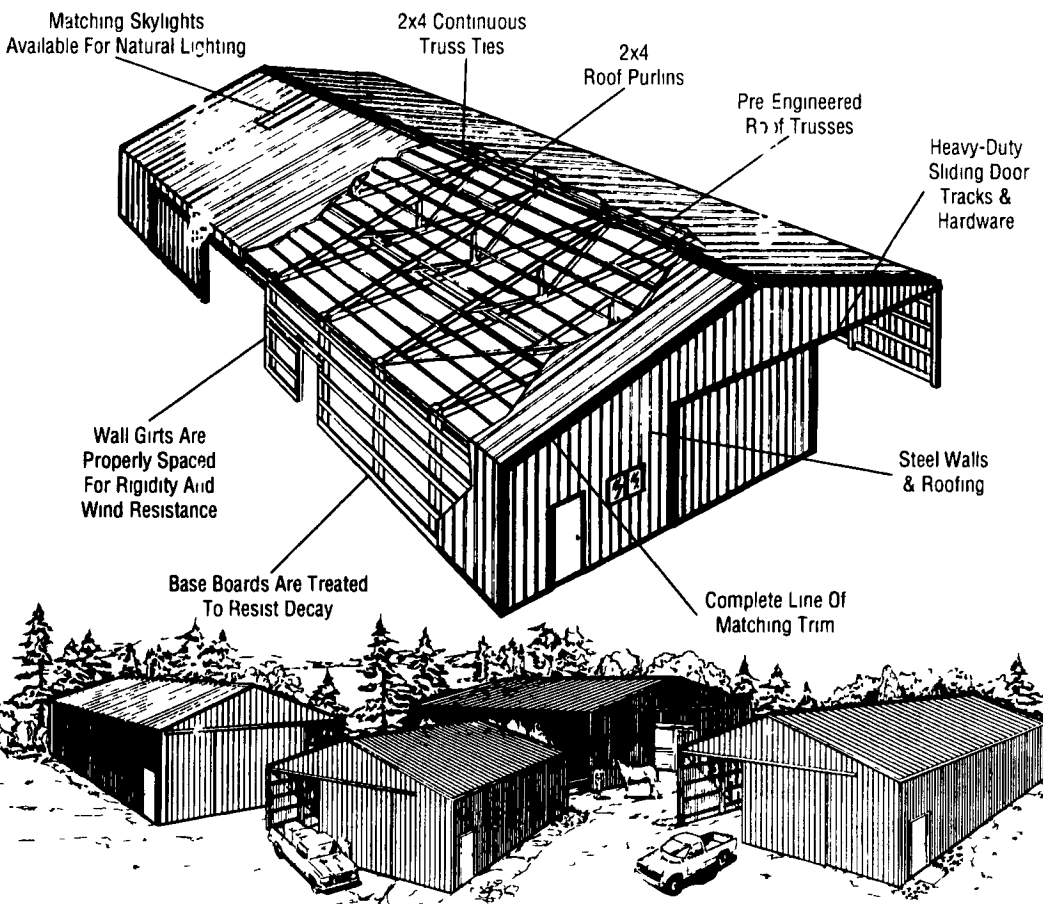 Matching Skylights
Available For Natural Lighting
2x4 Continuous
Truss Ties
2x4
Roof Purlins
Pre Engineered
Roof Trusses
Heavy-Duty
Sliding Door
Tracks &
Hardware
Wall Girts Are
Properly Spaced
For Rigidity And
Wind Resistance
Steel Walls
& Roofing
Base Boards Are Treated
To Resist Decay
Complete Line Of
Matching Trim